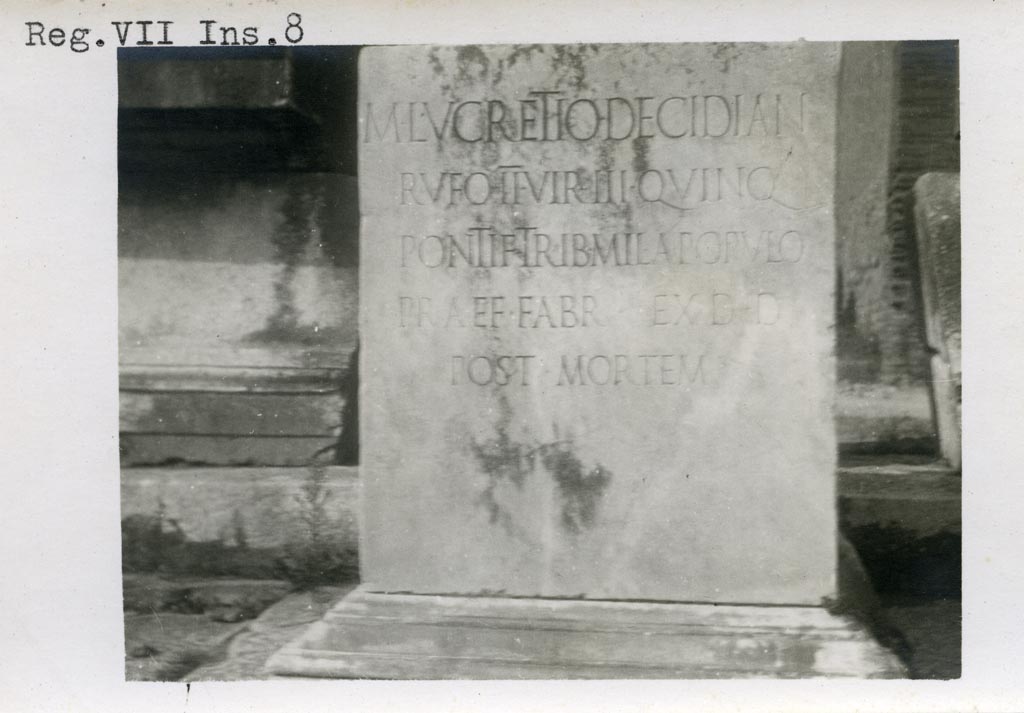 Reg.VII Ins.8
M·LVCRETIO·DECIDIAN
RVFO·II·VIR·III·QVINQ
PONTIF·TRIB·MIL·A·POPVLO
PRAEF·FABR EX·D·D
POST·MORTEM